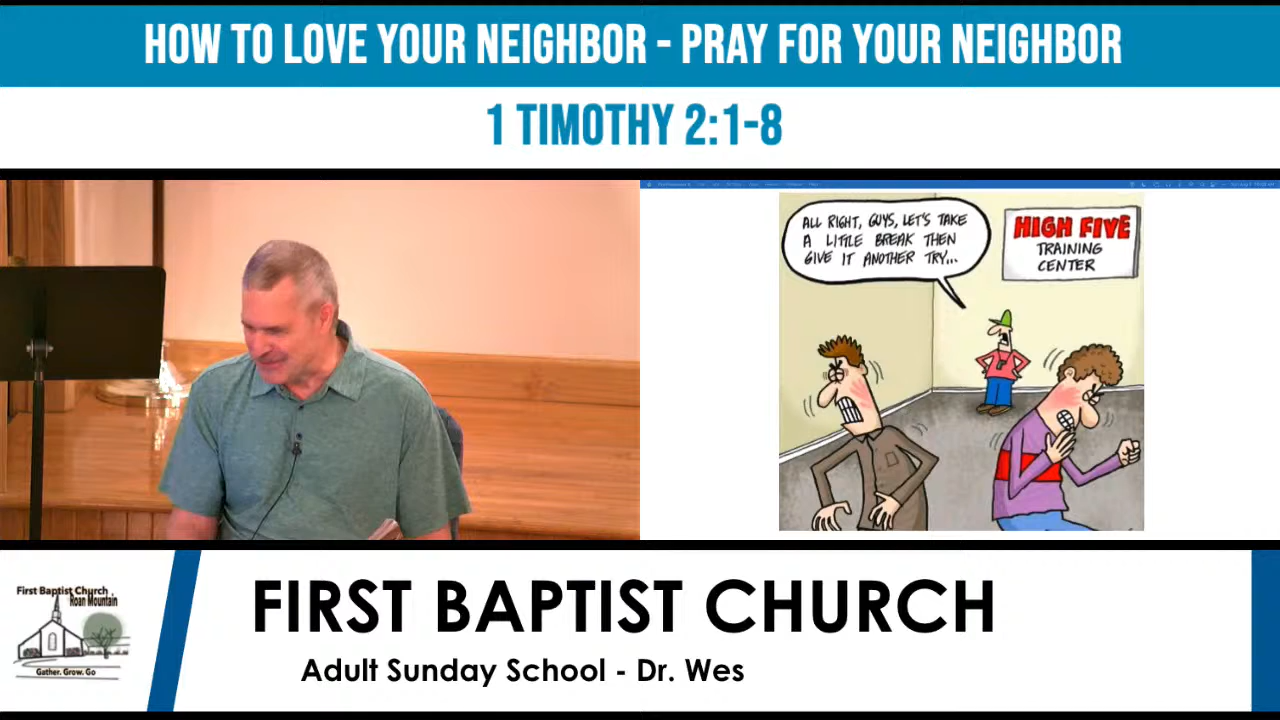 HOW TO LOVE YOUR NEIGHBOR - PRAY FOR YOUR NEIGHBOR
1 TIMOTHY 2:1-8
ALL RIGHT, GUYS, LET'S TAKE
A LITTLE BREAK THEN
GIVE IT ANOTHER TRY...
HIGH FIVE
TRAINING
CENTER
First Baptist Church,
Roan Mountain
Gather. Grow. Go
FIRST BAPTIST CHURCH
Adult Sunday School - Dr. Wes